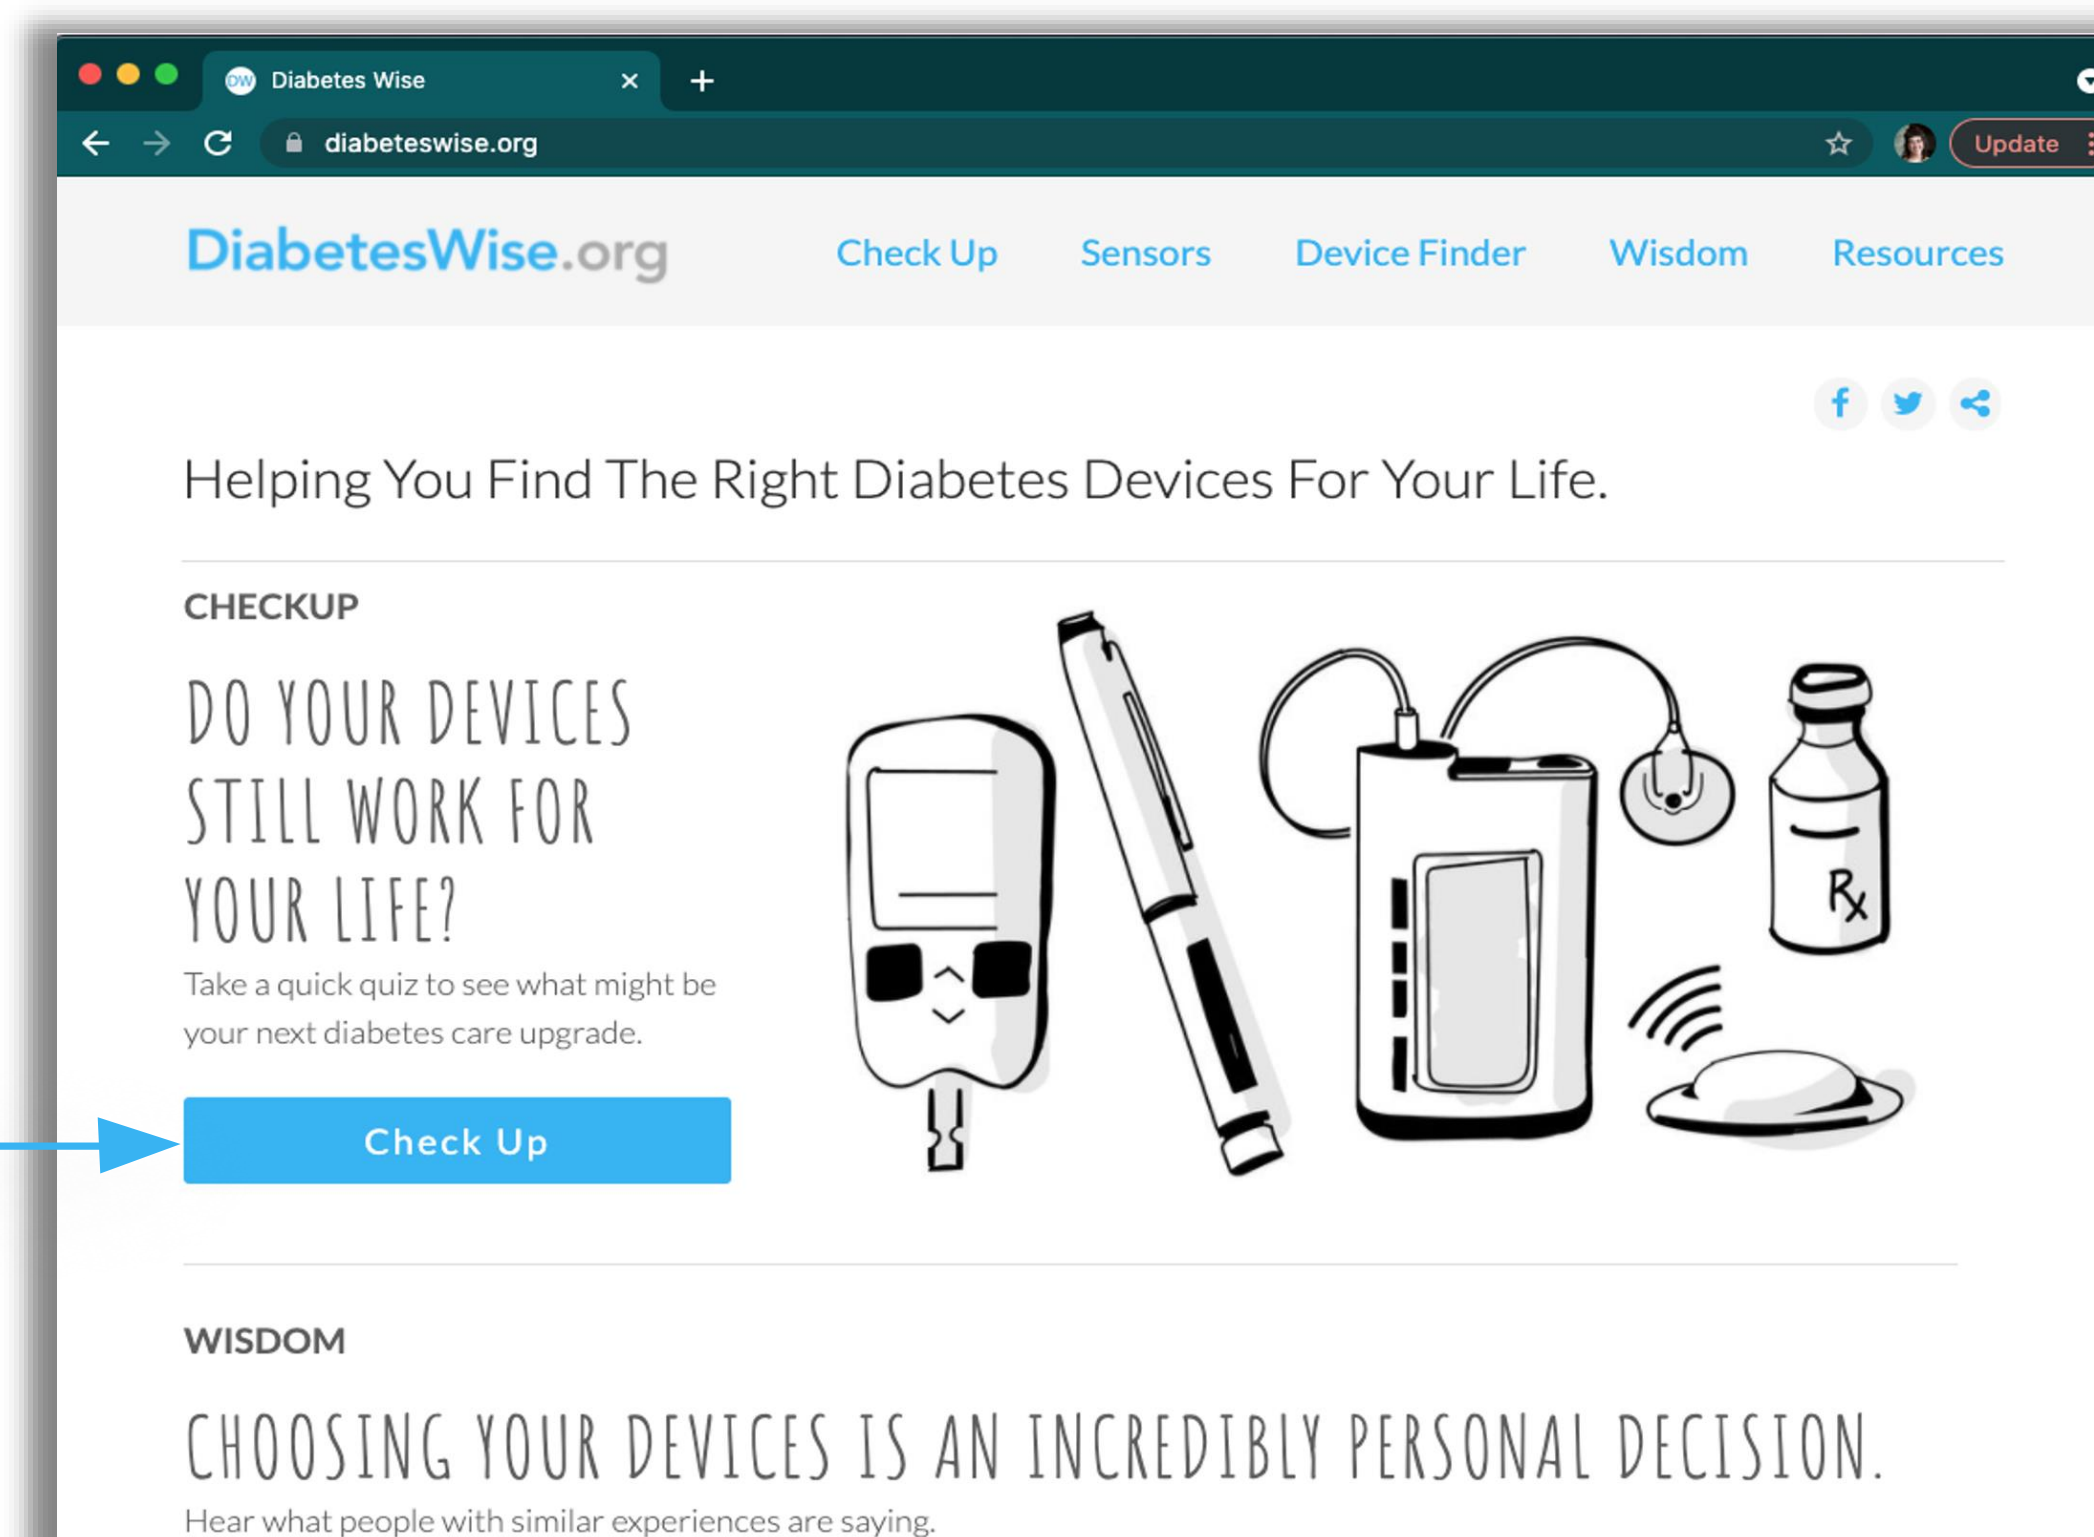 DW Diabetes Wise
diabeteswise.org
Update
DiabetesWise.org Check Up Sensors Device Finder Wisdom Resources
Helping You Find The Right Diabetes Devices For Your Life.
CHECKUP
DO YOUR DEVICES
STILL WORK FOR
YOUR LIFE?
Take a quick quiz to see what might be
your next diabetes care upgrade.
Check Up
Rx
WISDOM
CHOOSING YOUR DEVICES IS AN INCREDIBLY PERSONAL DECISION.
Hear what people with similar experiences are saying.